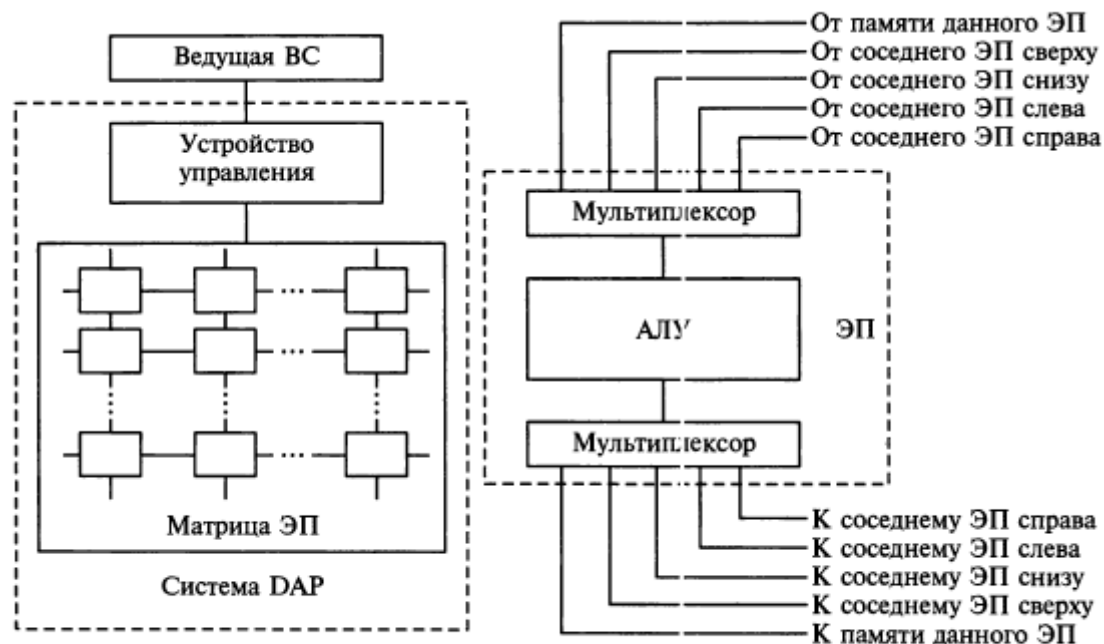 Ведущая ВС
Устройство
управления
Матрица ЭП
Система DAP
От памяти данного ЭП
От соседнего ЭП сверху
От соседнего ЭП снизу
От соседнего ЭП слева
От соседнего ЭП справа
Мультиплексор
АЛУ
ЭП
Мультиплексор
К соседнему ЭП справа
К соседнему ЭП слева
К соседнему ЭП снизу
К соседнему ЭП сверху
К памяти данного ЭП